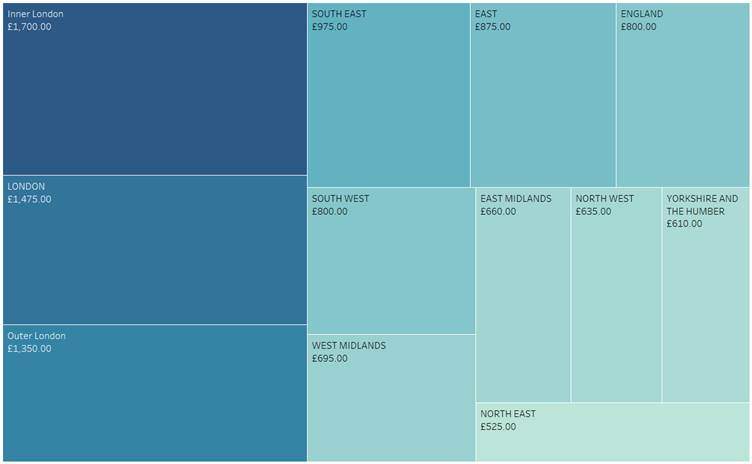 Inner London
£1,700.00
LONDON
£1,475.00
Outer London
£1,350.00
SOUTH EAST
£975.00
EAST
£875.00
ENGLAND
£800.00
SOUTH WEST
£800.00
WEST MIDLANDS
£695.00
EAST MIDLANDS
£660.00
NORTH WEST
£635.00
YORKSHIRE AND
THE HUMBER
£610.00
NORTH EAST
£525.00